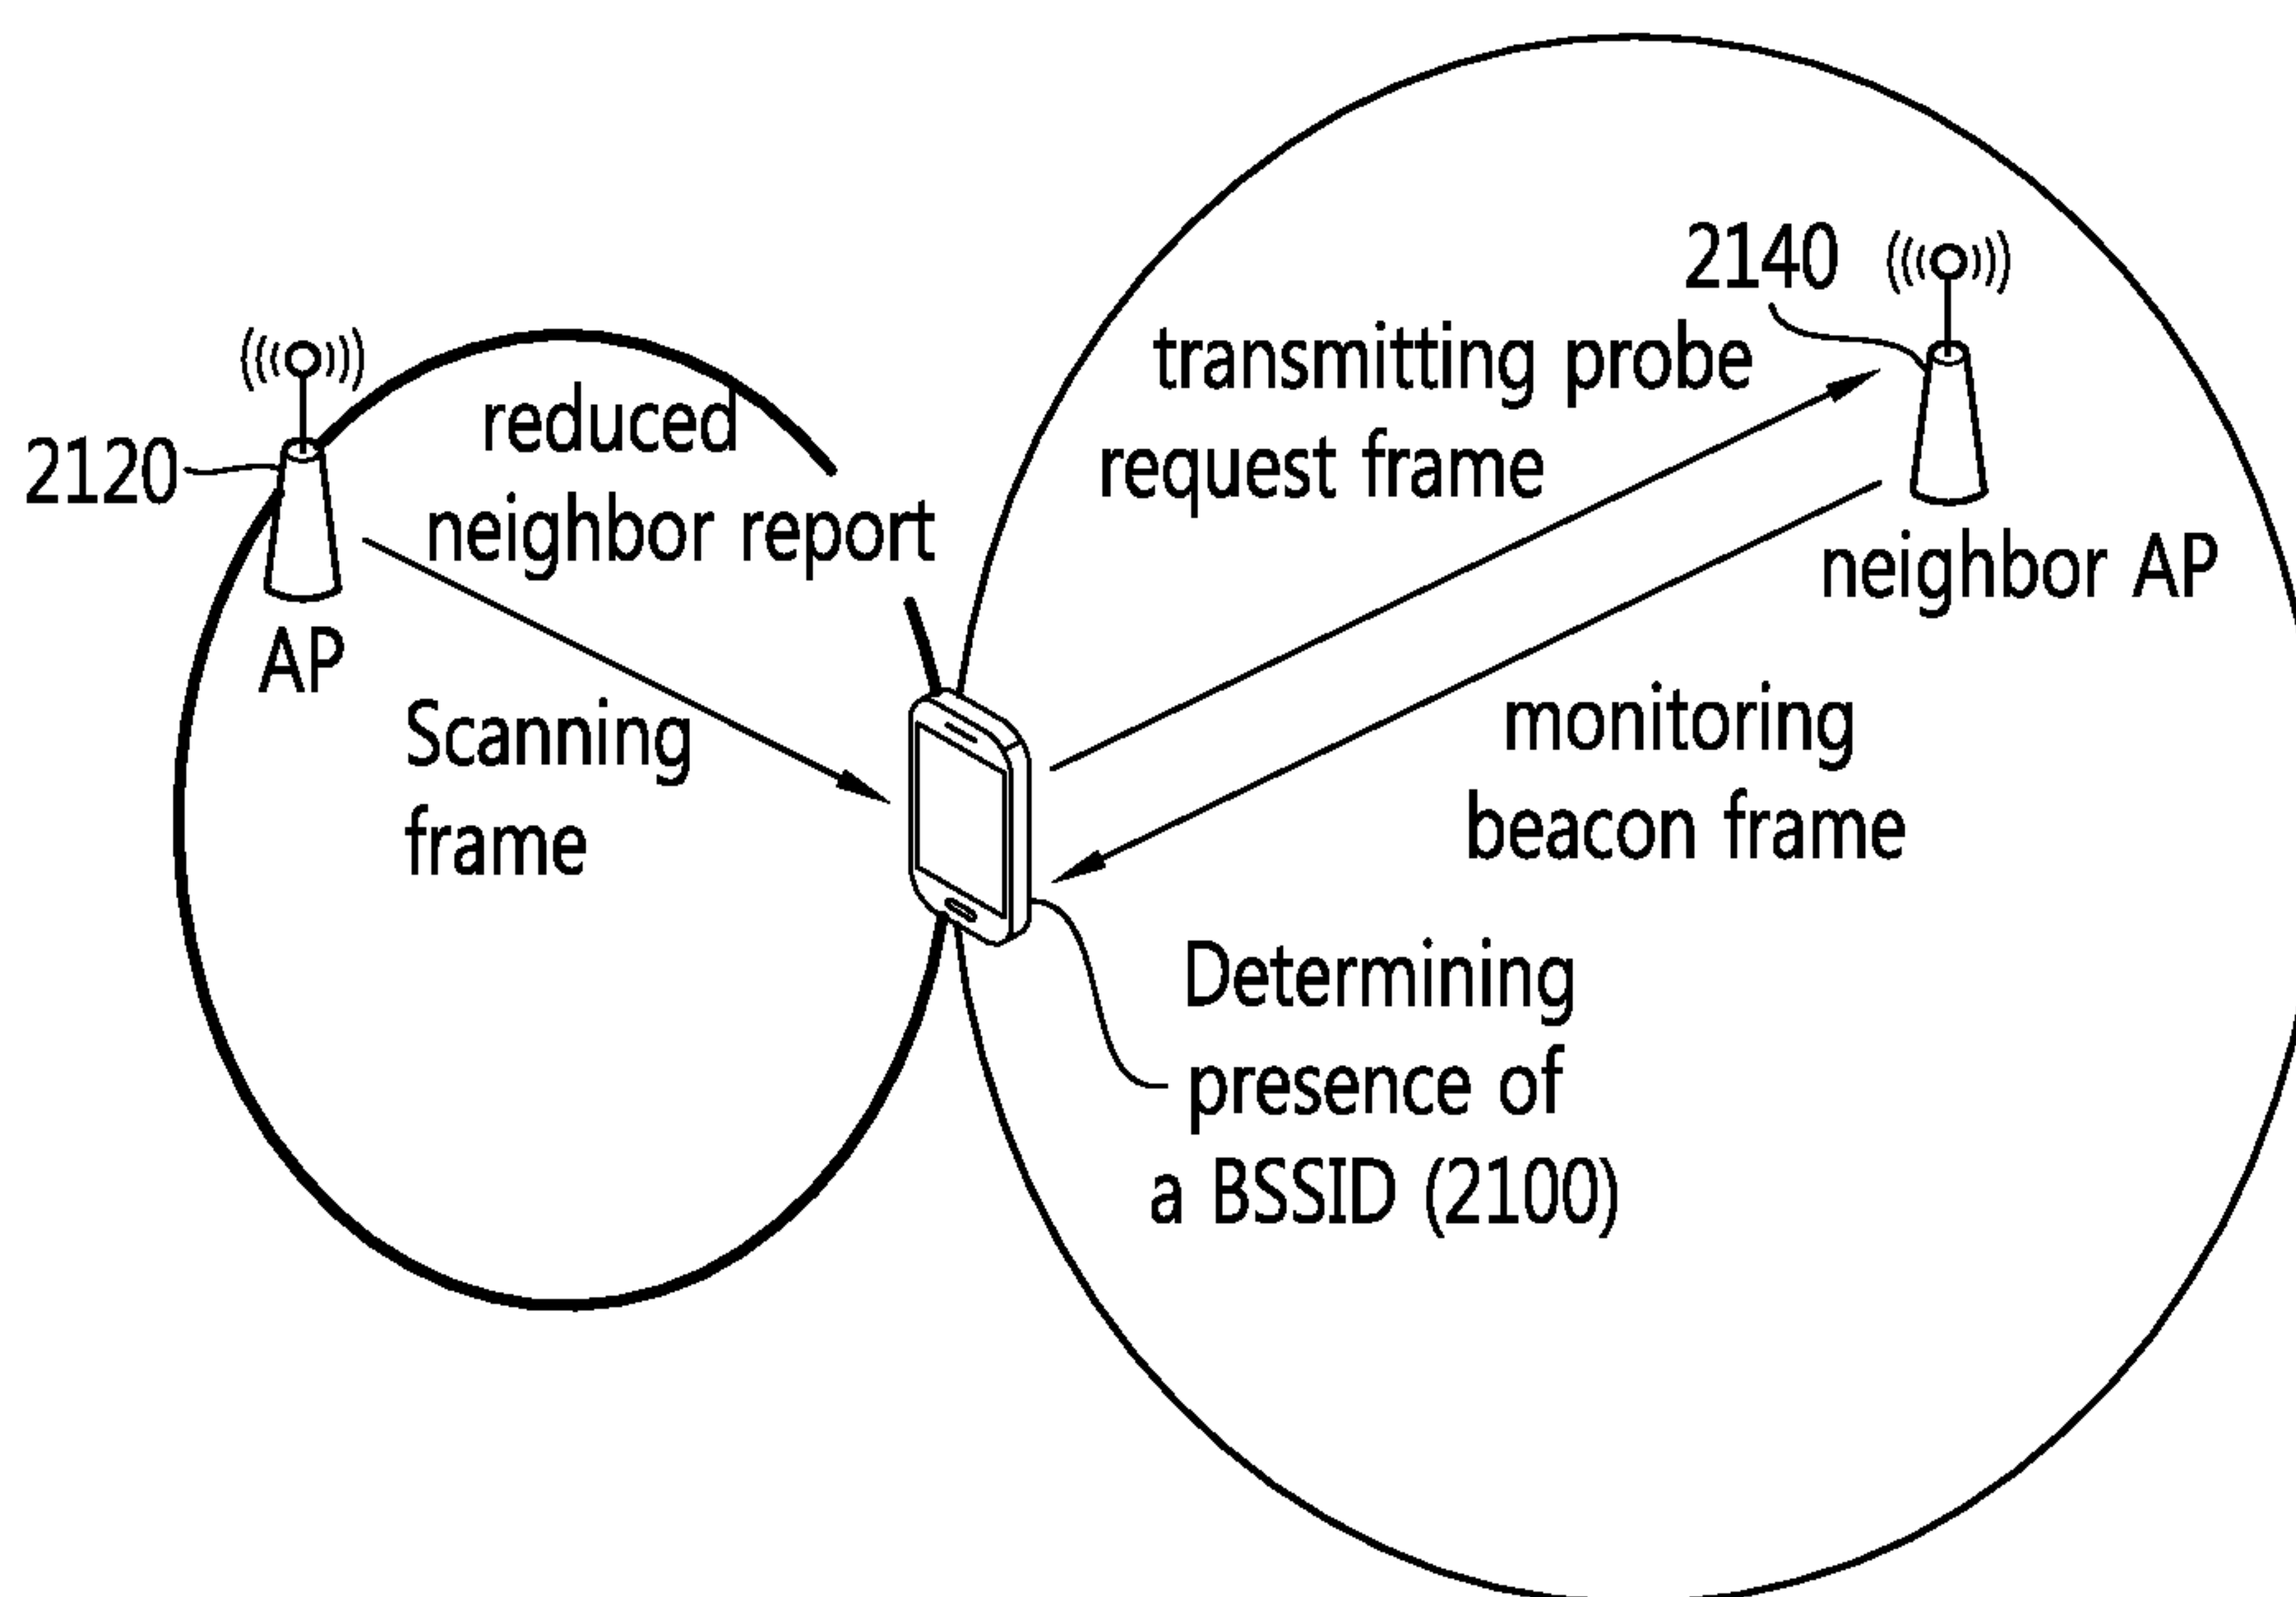 2120
AP
reduced
neighbor report
Scanning
frame
2140
transmitting probe
request frame
neighbor AP
monitoring
beacon frame
Determining
presence of
a BSSID (2100)